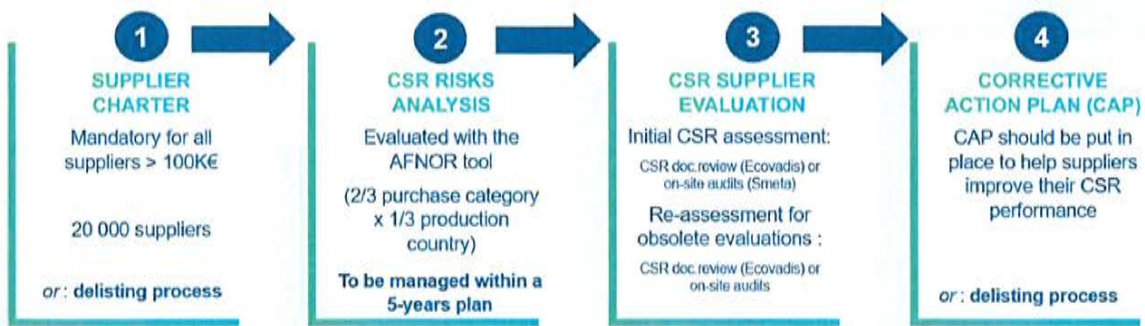 1
SUPPLIER
CHARTER
Mandatory for all
suppliers > 100K€
20 000 suppliers
or : delisting process
2
CSR RISKS
ANALYSIS
Evaluated with the
AFNOR tool
(2/3 purchase category
x 1/3 production
country)
To be managed within a
5-years plan
3
CSR SUPPLIER
EVALUATION
Initial CSR assessment:
CSR doc.review (Ecovadis) or
on-site audits (Smeta)
Re-assessment for
obsolete evaluations :
CSR doc.review (Ecovadis) or
on-site audits
4
CORRECTIVE
ACTION PLAN (CAP)
CAP should be put in
place to help suppliers
improve their CSR
performance
or : delisting process